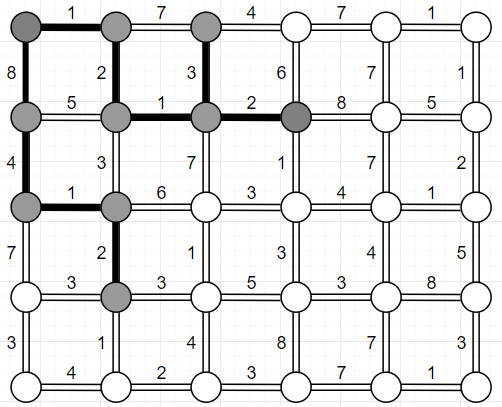 1 7 4 7 1
8 2 3 6 7 1
5 1 2 8 5
4 3 7 1 7 2
1 6 3 4 1
7 2 1 3 4 5
3 3 5 3 8
3 1 4 8 7 3
4 2 3 7 1